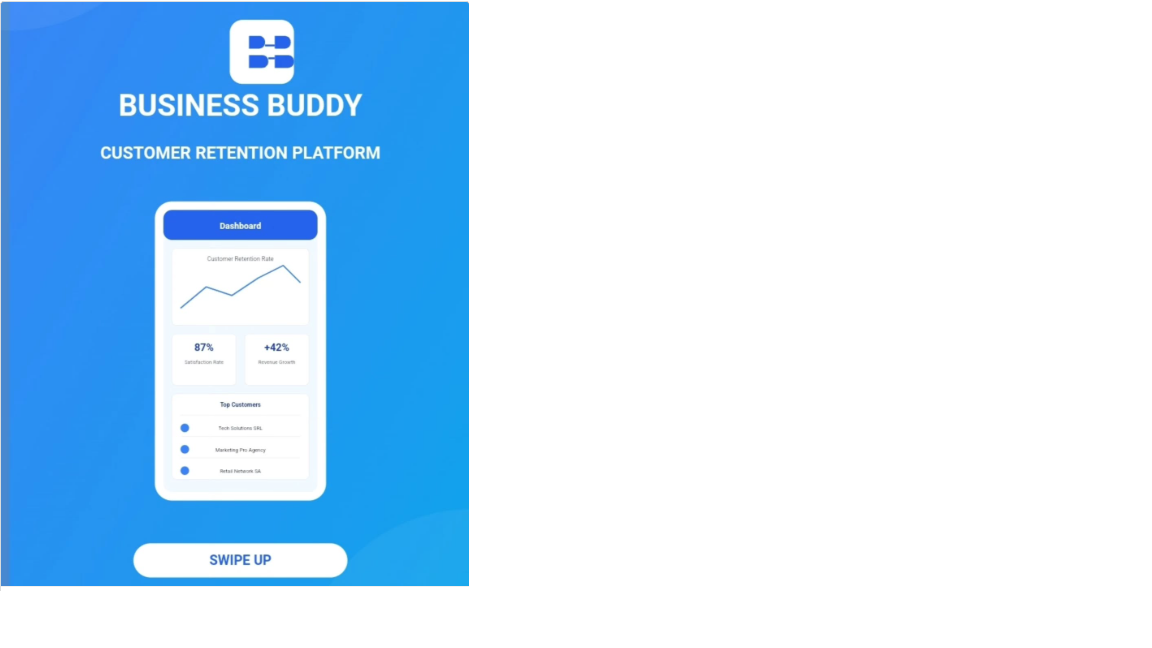 BUSINESS BUDDY
CUSTOMER RETENTION PLATFORM
Dashboard
Customer Retention Rate
87%
+42%
Satisfaction Rate
Revenue Growth
Top Customers
Tech Solutions SRL
Marketing Pro Agency
Retail Network SA
SWIPE UP